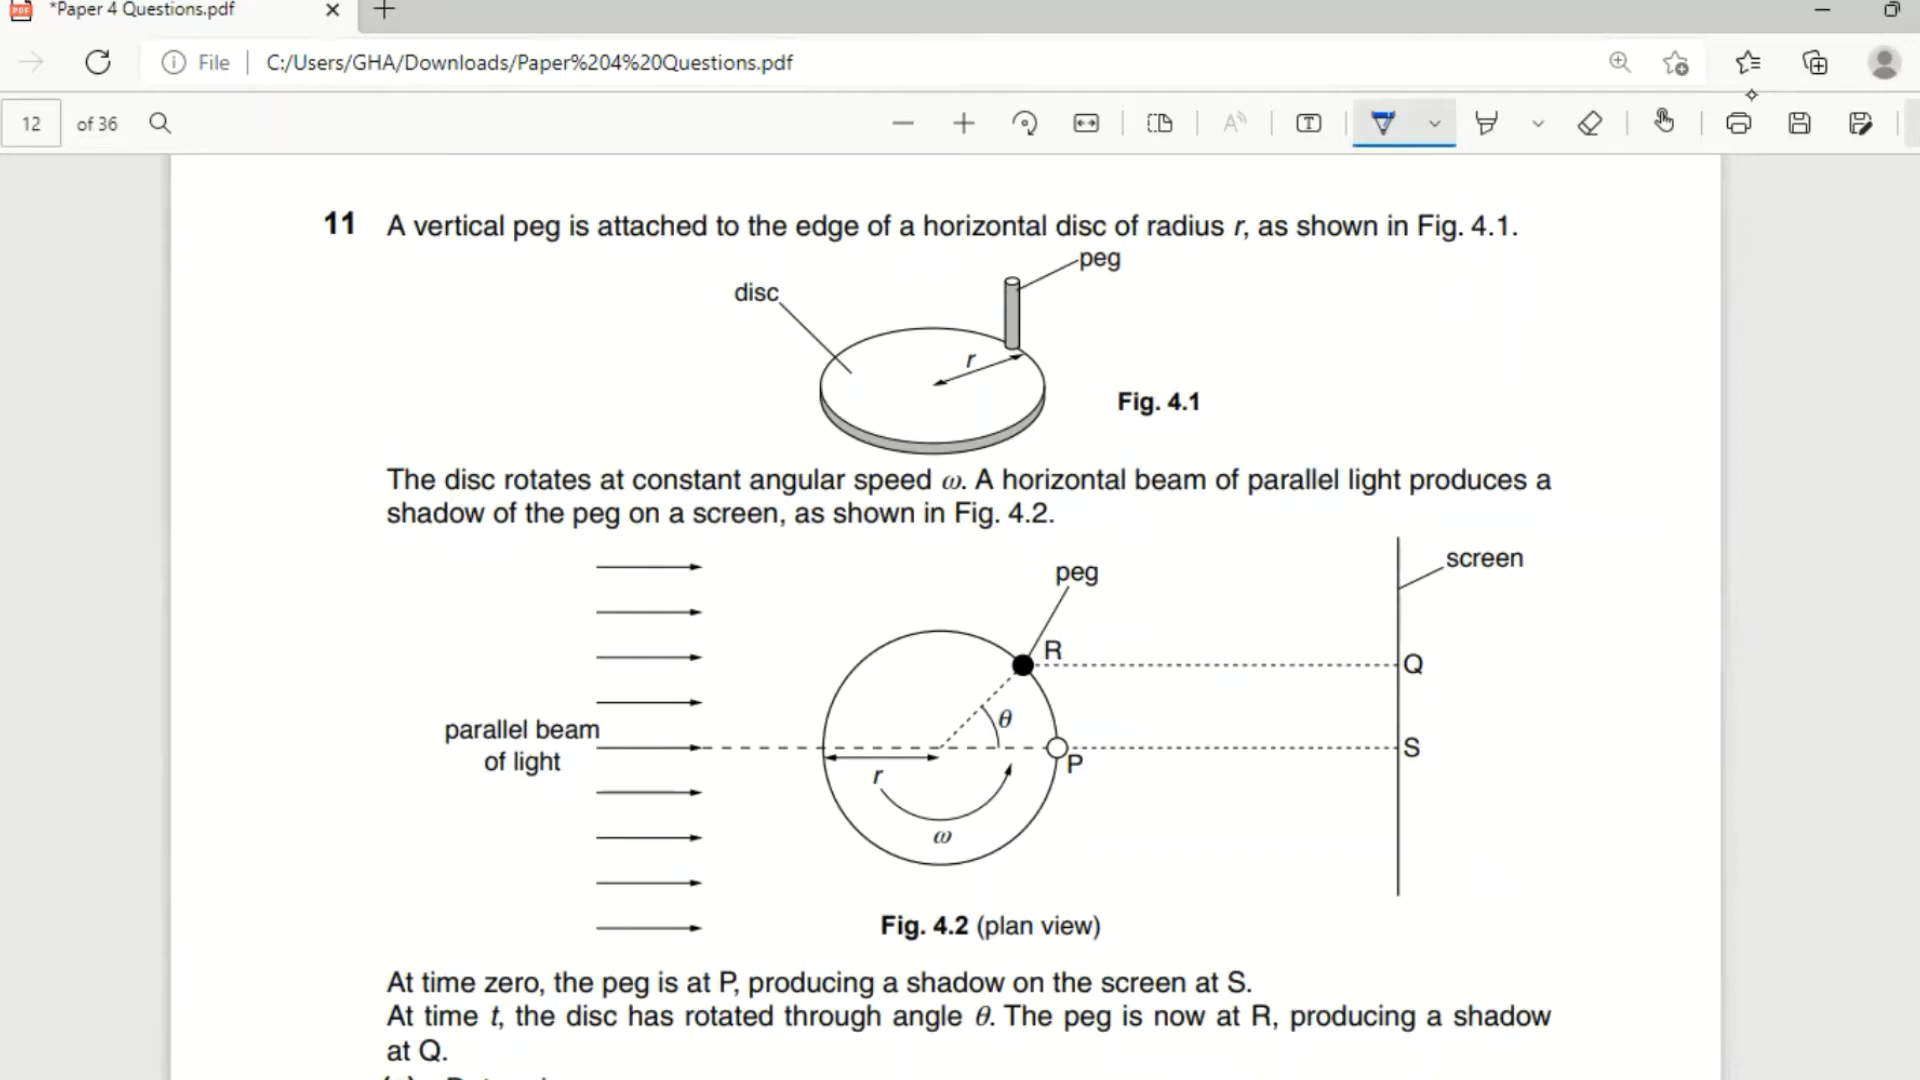 *Paper 4 Questions.pdf
File
C:/Users/GHA/Downloads/Paper%204%20Questions.pdf
12 of 36
11 A vertical peg is attached to the edge of a horizontal disc of radius r, as shown in Fig. 4.1.
peg
disc
r
Fig. 4.1
The disc rotates at constant angular speed ω. A horizontal beam of parallel light produces a
shadow of the peg on a screen, as shown in Fig. 4.2.
screen
peg
R
Q
θ
parallel beam
of light
S
P
r
ω
Fig. 4.2 (plan view)
At time zero, the peg is at P, producing a shadow on the screen at S.
At time t, the disc has rotated through angle θ. The peg is now at R, producing a shadow
at Q.